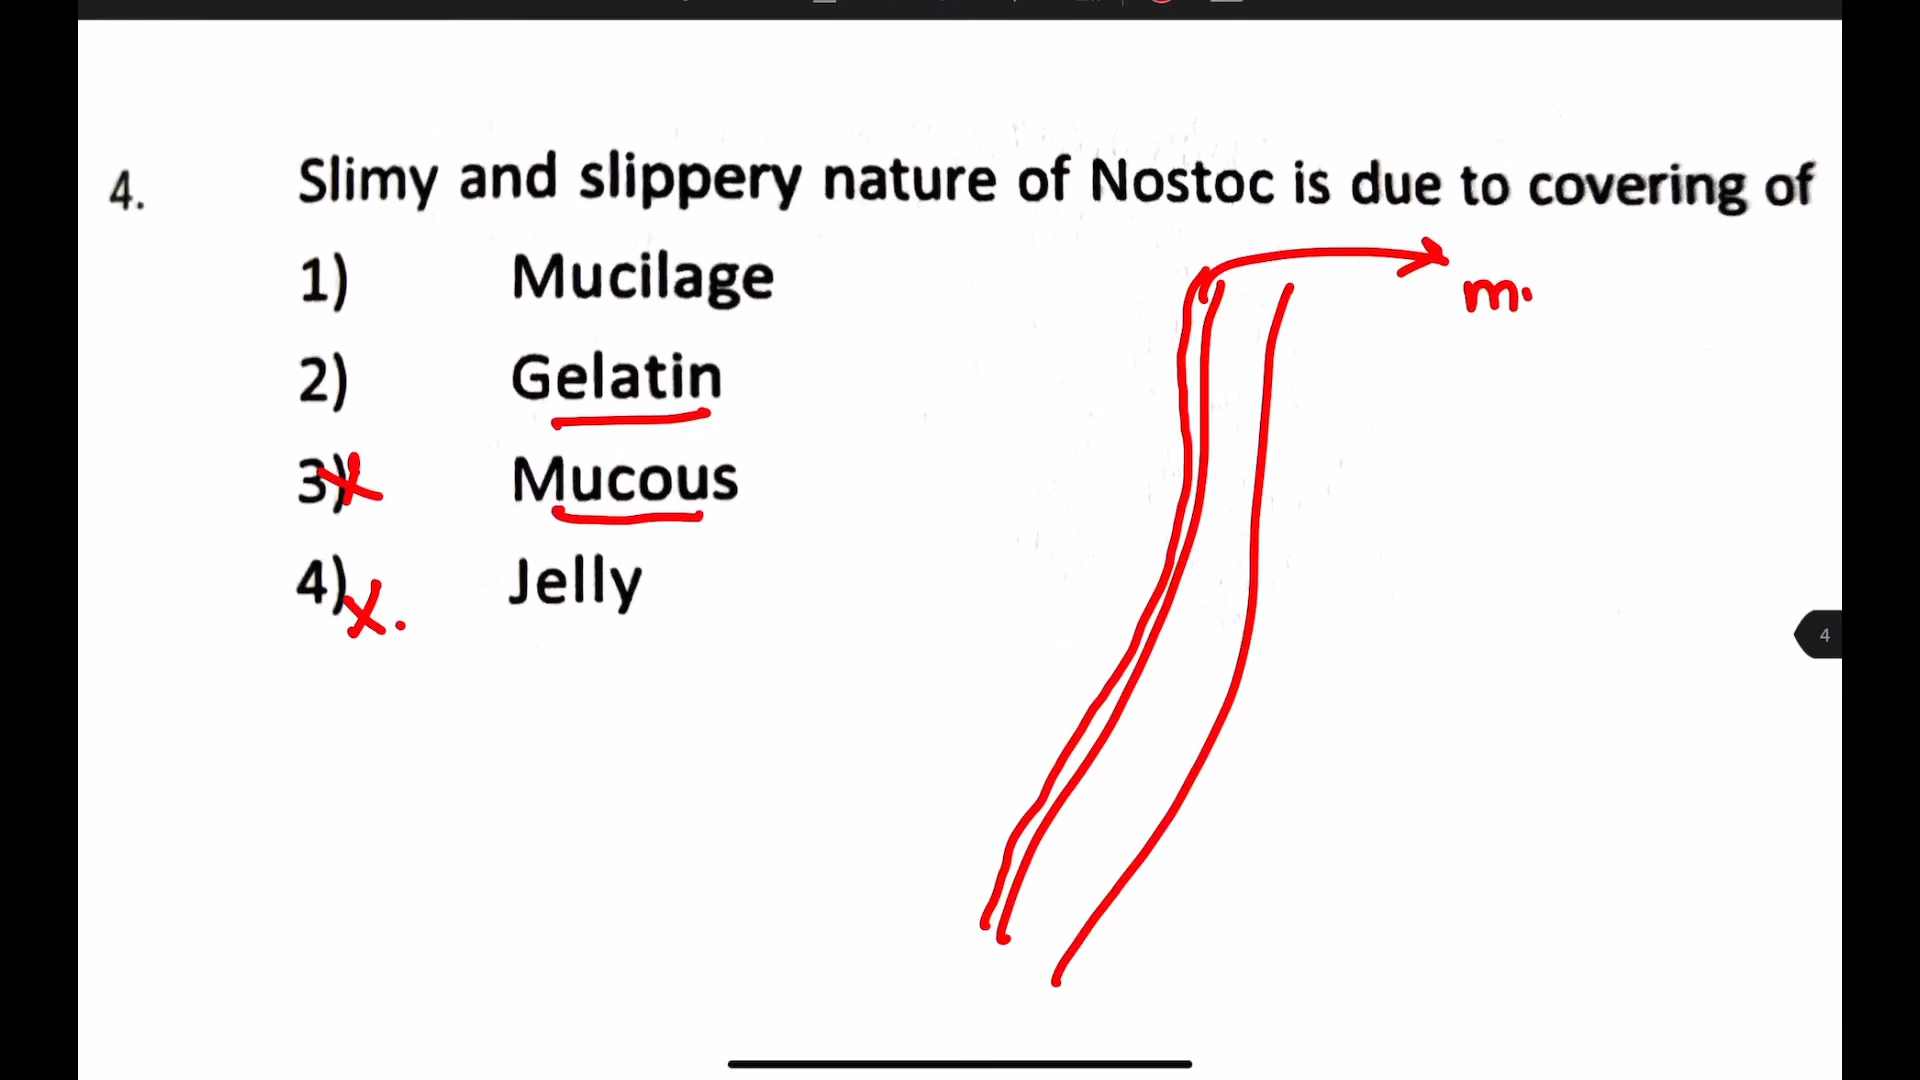 4. Slimy and slippery nature of Nostoc is due to covering of
1) Mucilage
m.
2) Gelatin
3) Mucous
4) Jelly
x.
4